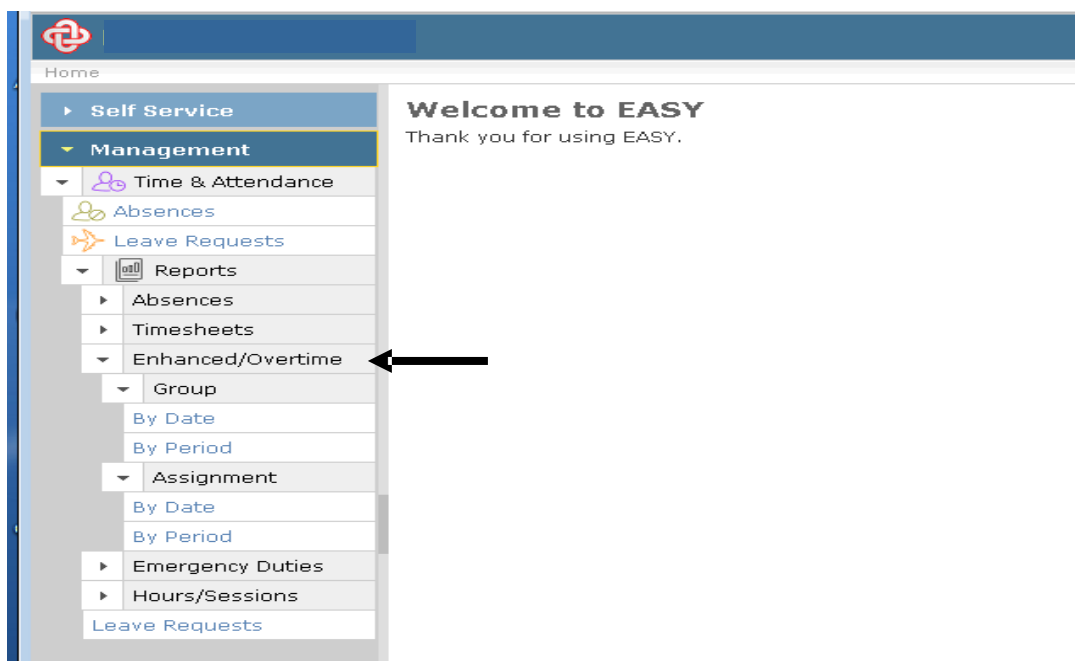 Home
Self Service
Management
Time & Attendance
Absences
Leave Requests
Reports
Absences
Timesheets
Enhanced/Overtime
Group
By Date
By Period
Assignment
By Date
By Period
Emergency Duties
Hours/Sessions
Leave Requests
Welcome to EASY
Thank you for using EASY.